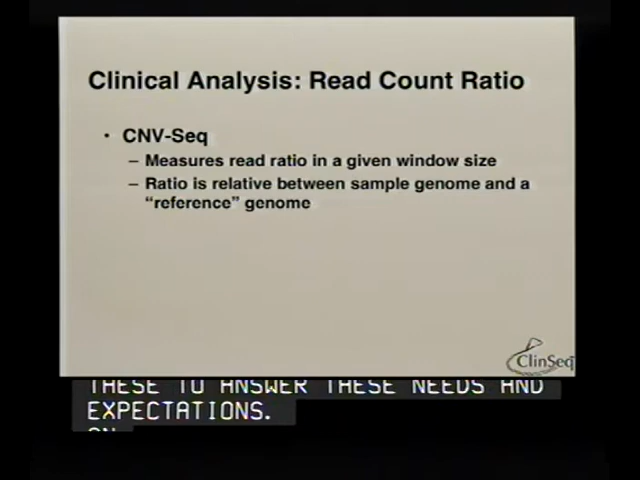 Clinical Analysis: Read Count Ratio
• CNV-Seq
– Measures read ratio in a given window size
– Ratio is relative between sample genome and a
"reference" genome
ClinSeq
THESE TO ANSWER THESE NEEDS AND
EXPECTATIONS.